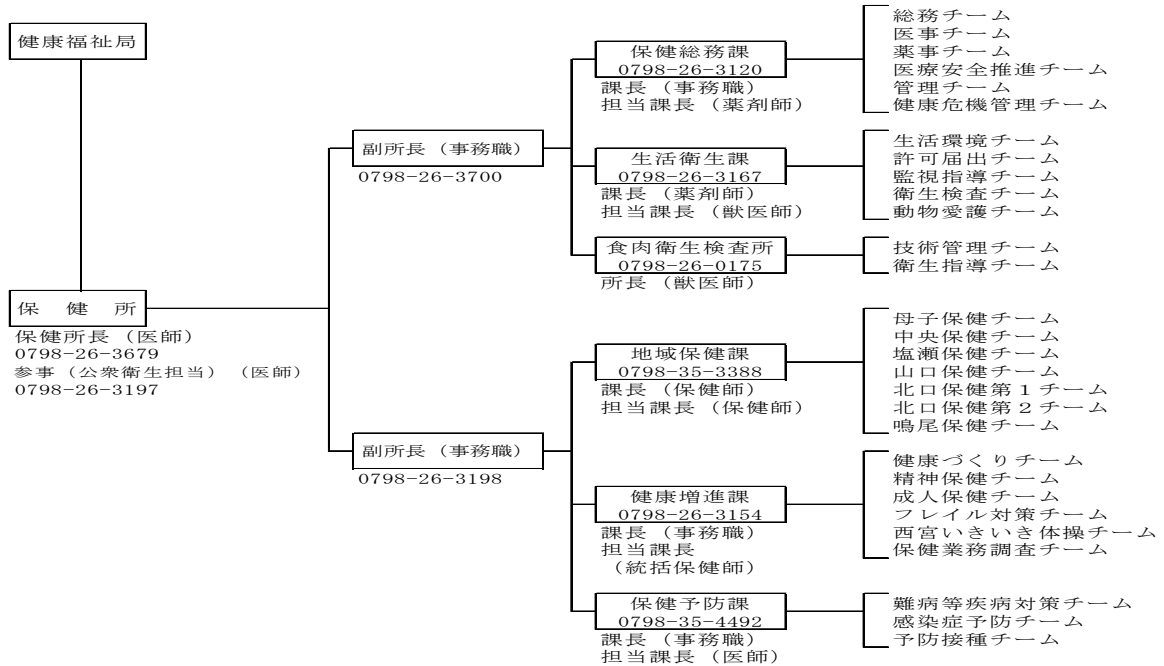 健康福祉局
保　健　所
保健所長（医師）
0798-26-3679
参事（公衆衛生担当）（医師）
0798-26-3197
副所長（事務職）
0798-26-3700
保健総務課
0798-26-3120
課長（事務職）
担当課長（薬剤師）
総務チーム
医事チーム
薬事チーム
医療安全推進チーム
管理チーム
健康危機管理チーム
生活衛生課
0798-26-3167
課長（薬剤師）
担当課長（獣医師）
生活環境チーム
許可届出チーム
監視指導チーム
衛生検査チーム
動物愛護チーム
食肉衛生検査所
0798-26-0175
所長（獣医師）
技術管理チーム
衛生指導チーム
副所長（事務職）
0798-26-3198
地域保健課
0798-35-3388
課長（保健師）
担当課長（保健師）
母子保健チーム
中央保健チーム
塩瀬保健チーム
山口保健チーム
北口保健第１チーム
北口保健第２チーム
鳴尾保健チーム
健康増進課
0798-26-3154
課長（事務職）
担当課長
（統括保健師）
健康づくりチーム
精神保健チーム
成人保健チーム
フレイル対策チーム
西宮いきいき体操チーム
保健業務調査チーム
保健予防課
0798-35-4492
課長（事務職）
担当課長（医師）
難病等疾病対策チーム
感染症予防チーム
予防接種チーム